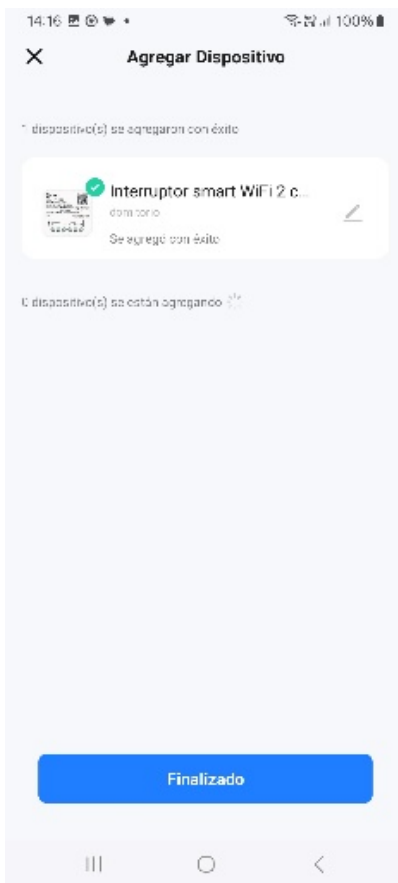 14:16 100%
Agregar Dispositivo
1 dispositivo(s) se agregaron con éxito
Interruptor smart WiFi 2 c...
dormitorio
Se agregó con éxito
0 dispositivo(s) se están agregando
Finalizado